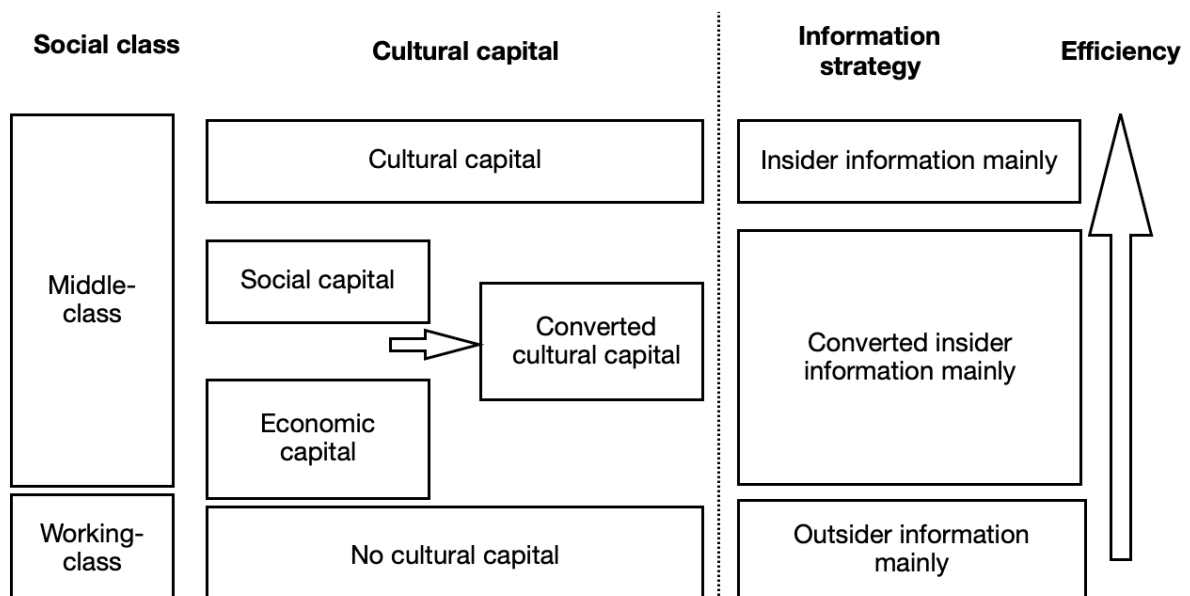 Social class
Cultural capital
Information
strategy
Efficiency
Middle-
class
Cultural capital
Insider information mainly
Social capital
Converted
cultural capital
Economic
capital
Converted insider
information mainly
Working-
class
No cultural capital
Outsider information
mainly